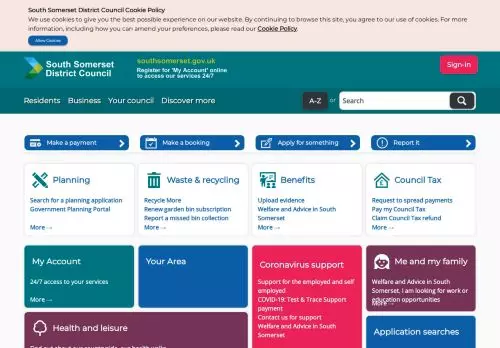 South Somerset District Council Cookie Policy
We use cookies to give you the best possible experience on our website. By continuing to browse this site, you agree to our use of cookies. For more
information, including how you can amend your preferences, please read our Cookie Policy.
Allow Cookies
South Somerset
District Council
southsomerset.gov.uk
Register for 'My Account' online
to access our services 24/7
Sign-in
Residents Business Your council Discover more
A-Z or Search
Make a payment
Make a booking
Apply for something
Report it
Planning
Search for a planning application
Government Planning Portal
More →
Waste & recycling
Recycle More
Renew garden bin subscription
Report a missed bin collection
More →
Benefits
Upload evidence
Welfare and Advice in South
Somerset
More →
Council Tax
Request to spread payments
Pay my Council Tax
Claim Council Tax refund
More →
My Account
24/7 access to your services
More →
Your Area
Coronavirus support
Support for the employed and self
employed
COVID-19: Test & Trace Support
payment
Contact us for support
Welfare and Advice in South
Somerset
Me and my family
Welfare and Advice in South
Somerset, I am looking for work or
education opportunities
More →
Health and leisure
Application searches